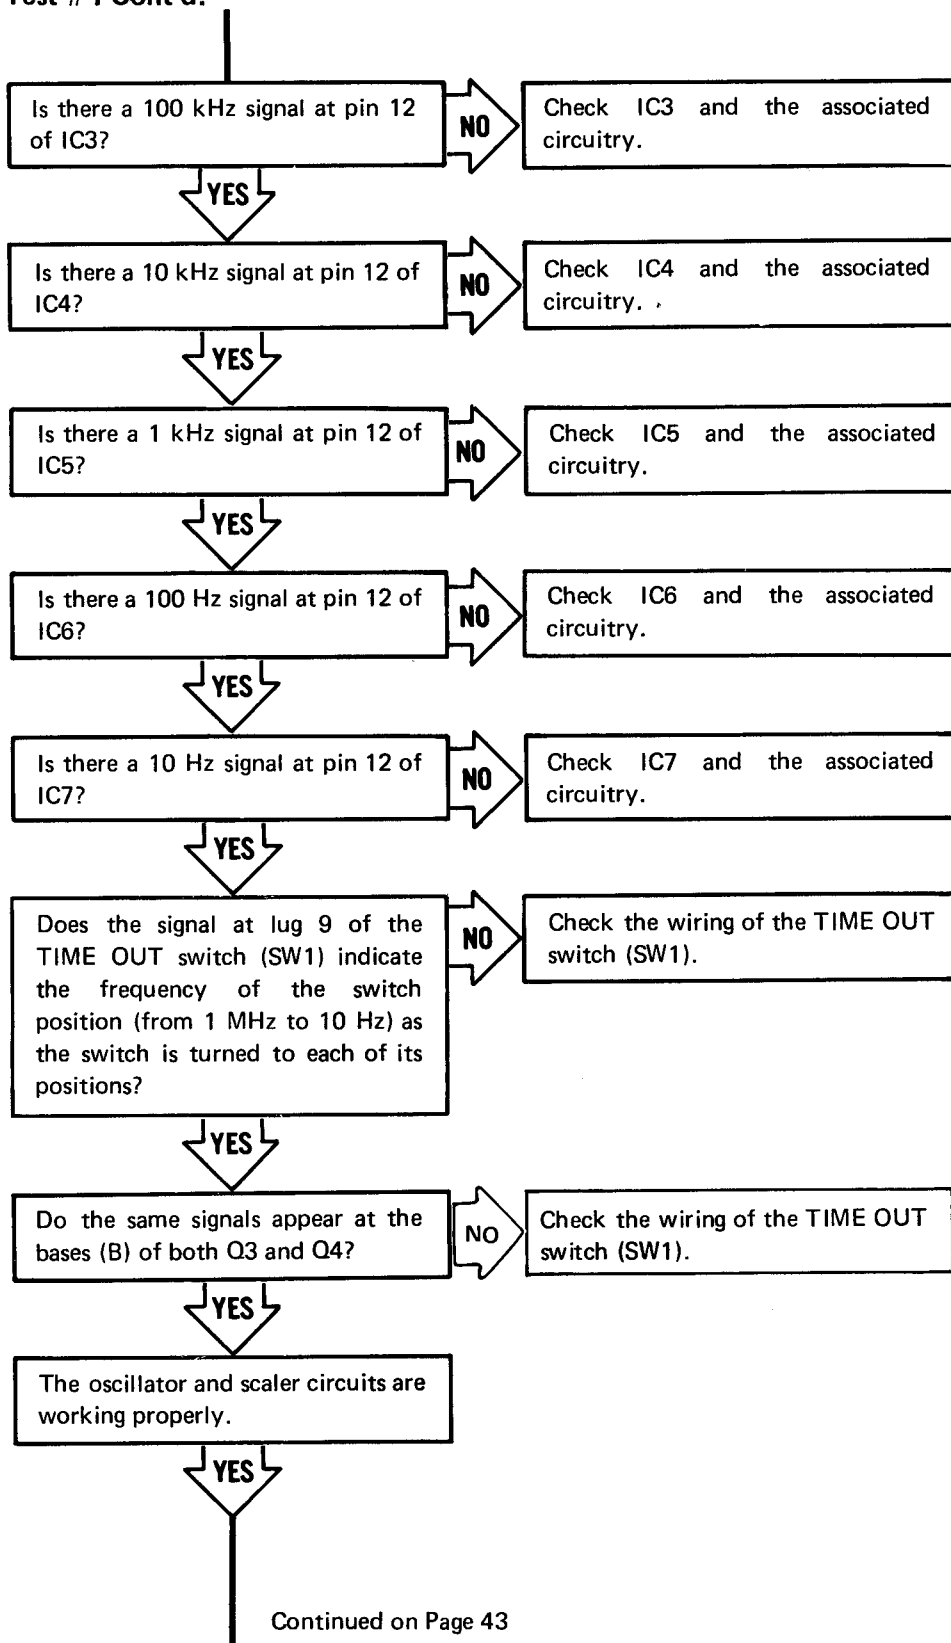 Is there a 100 kHz signal at pin 12
of IC3?
NO
Check IC3 and the associated
circuitry.
YES
Is there a 10 kHz signal at pin 12 of
IC4?
NO
Check IC4 and the associated
circuitry.
YES
Is there a 1 kHz signal at pin 12 of
IC5?
NO
Check IC5 and the associated
circuitry.
YES
Is there a 100 Hz signal at pin 12 of
IC6?
NO
Check IC6 and the associated
circuitry.
YES
Is there a 10 Hz signal at pin 12 of
IC7?
NO
Check IC7 and the associated
circuitry.
YES
Does the signal at lug 9 of the
TIME OUT switch (SW1) indicate
the frequency of the switch
position (from 1 MHz to 10 Hz) as
the switch is turned to each of its
positions?
NO
Check the wiring of the TIME OUT
switch (SW1).
YES
Do the same signals appear at the
bases (B) of both Q3 and Q4?
NO
Check the wiring of the TIME OUT
switch (SW1).
YES
The oscillator and scaler circuits are
working properly.
YES
Continued on Page 43